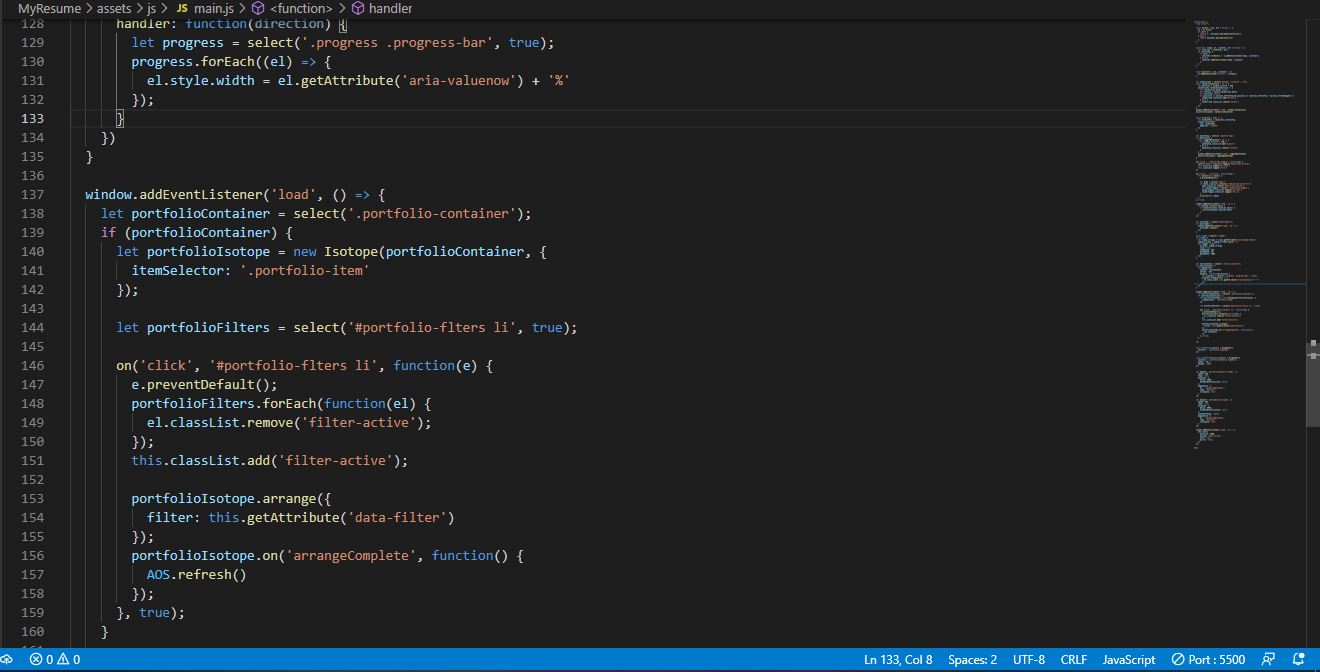 MyResume > assets > js > JS main.js > <function> > handler
128 handler: function(direction) {
129 let progress = select('.progress .progress-bar', true);
130 progress.forEach((el) => {
131 el.style.width = el.getAttribute('aria-valuenow') + '%'
132 });
133 }
134 })
135 }
136
137 window.addEventListener('load', () => {
138 let portfolioContainer = select('.portfolio-container');
139 if (portfolioContainer) {
140 let portfolioIsotope = new Isotope(portfolioContainer, {
141 itemSelector: '.portfolio-item'
142 });
143
144 let portfolioFilters = select('#portfolio-flters li', true);
145
146 on('click', '#portfolio-flters li', function(e) {
147 e.preventDefault();
148 portfolioFilters.forEach(function(el) {
149 el.classList.remove('filter-active');
150 });
151 this.classList.add('filter-active');
152
153 portfolioIsotope.arrange({
154 filter: this.getAttribute('data-filter')
155 });
156 portfolioIsotope.on('arrangeComplete', function() {
157 AOS.refresh()
158 });
159 }, true);
160 }
0 0 Ln 133, Col 8 Spaces: 2 UTF-8 CRLF JavaScript Port : 5500